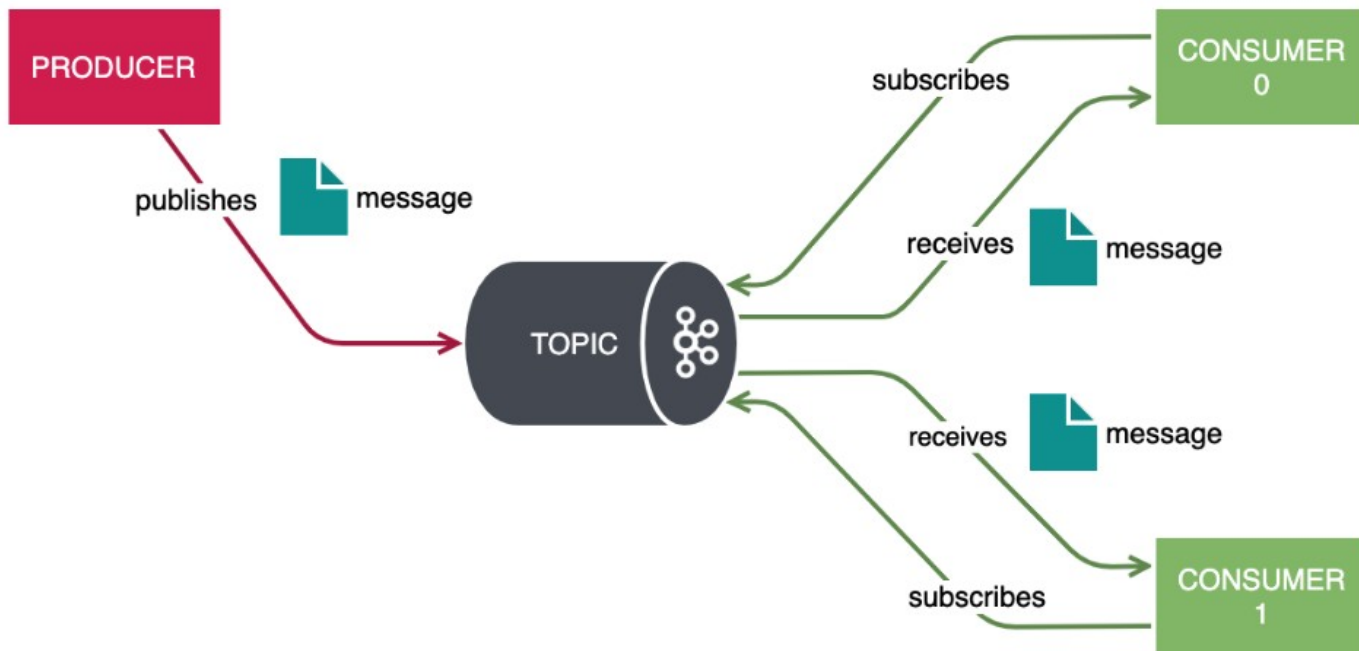 PRODUCER
CONSUMER
0
subscribes
publishes
message
receives
message
TOPIC
receives
message
subscribes
CONSUMER
1